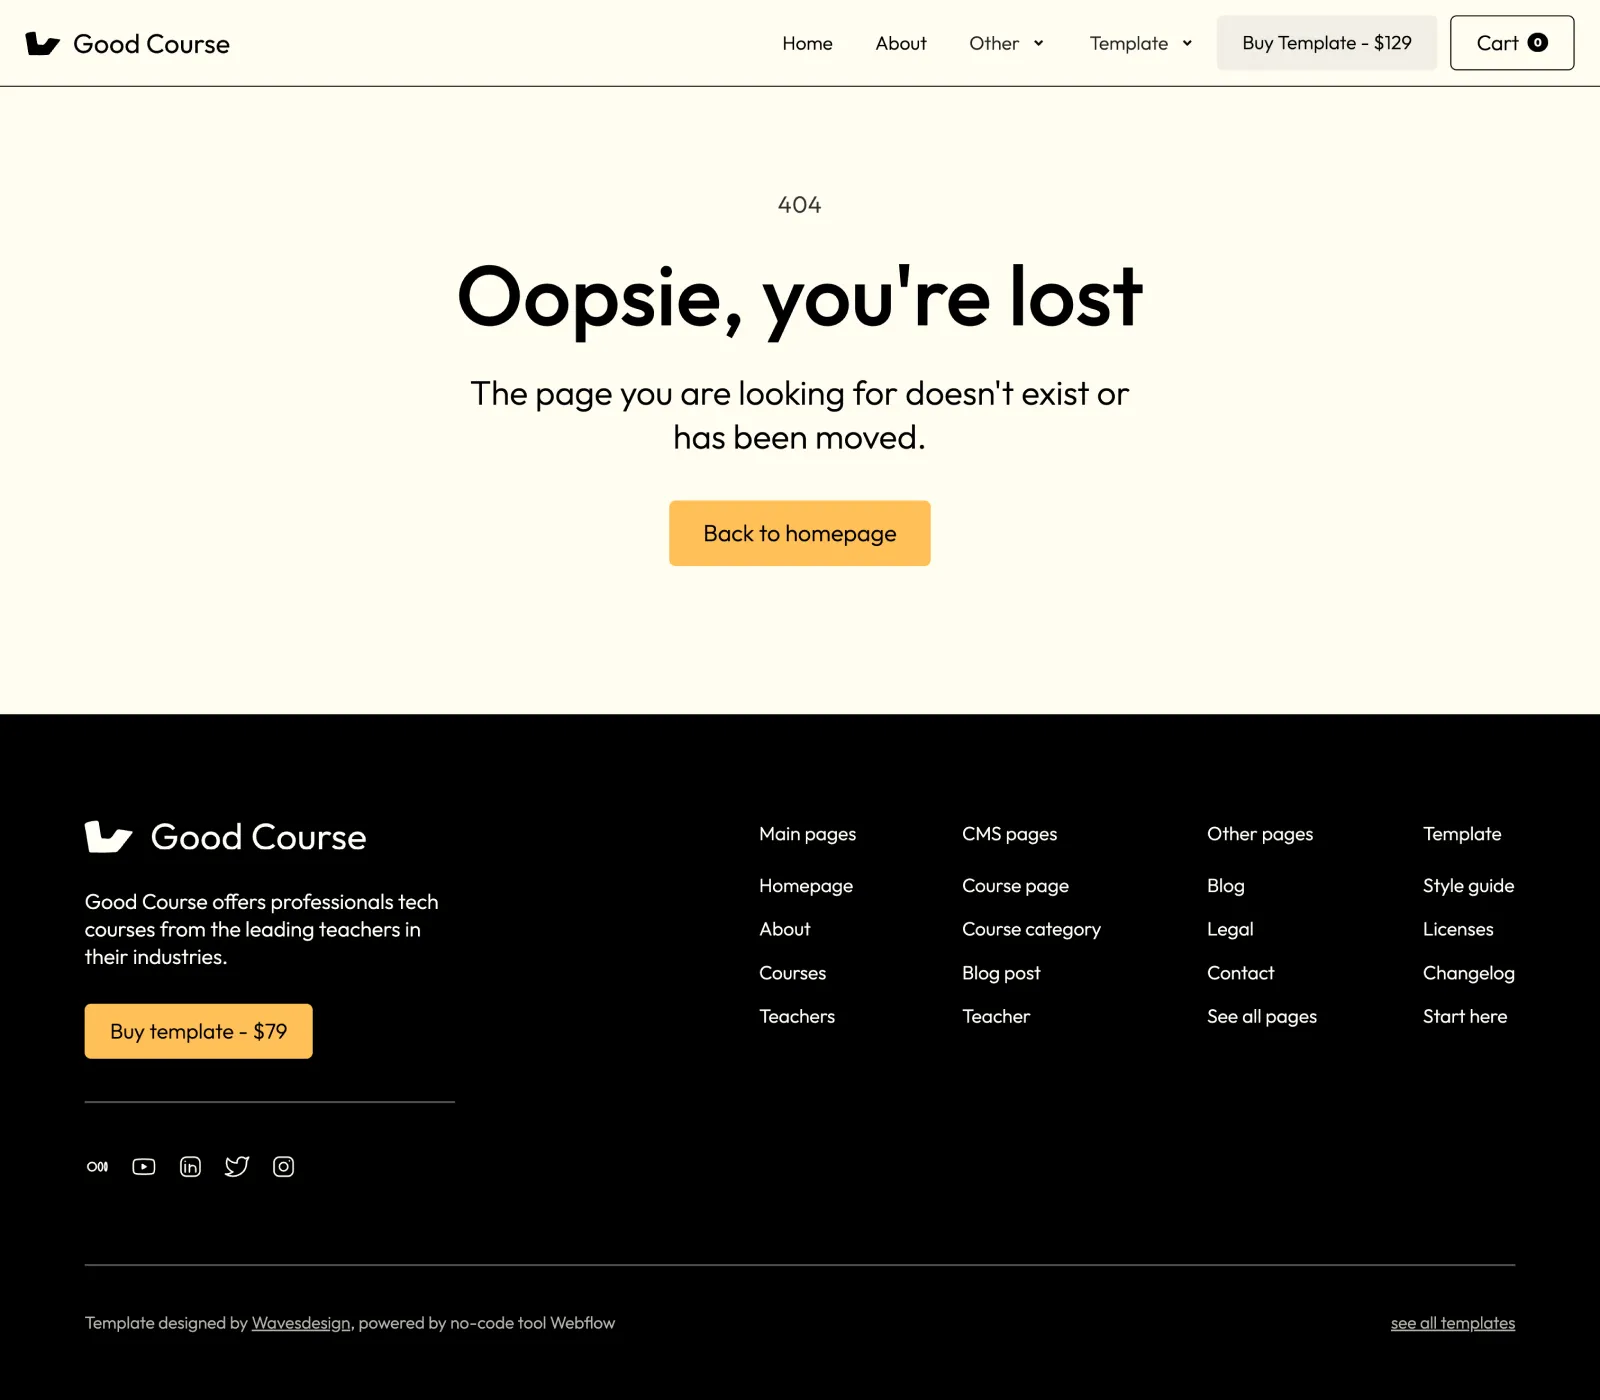 Good Course
Home
About
Other
Template
Buy Template - $129
Cart 0
404
Oopsie, you're lost
The page you are looking for doesn't exist or
has been moved.
Back to homepage
Good Course
Good Course offers professionals tech
courses from the leading teachers in
their industries.
Buy template - $79
Main pages
Homepage
About
Courses
Teachers
CMS pages
Course page
Course category
Blog post
Teacher
Other pages
Blog
Legal
Contact
See all pages
Template
Style guide
Licenses
Changelog
Start here
Template designed by Wavesdesign, powered by no-code tool Webflow
see all templates